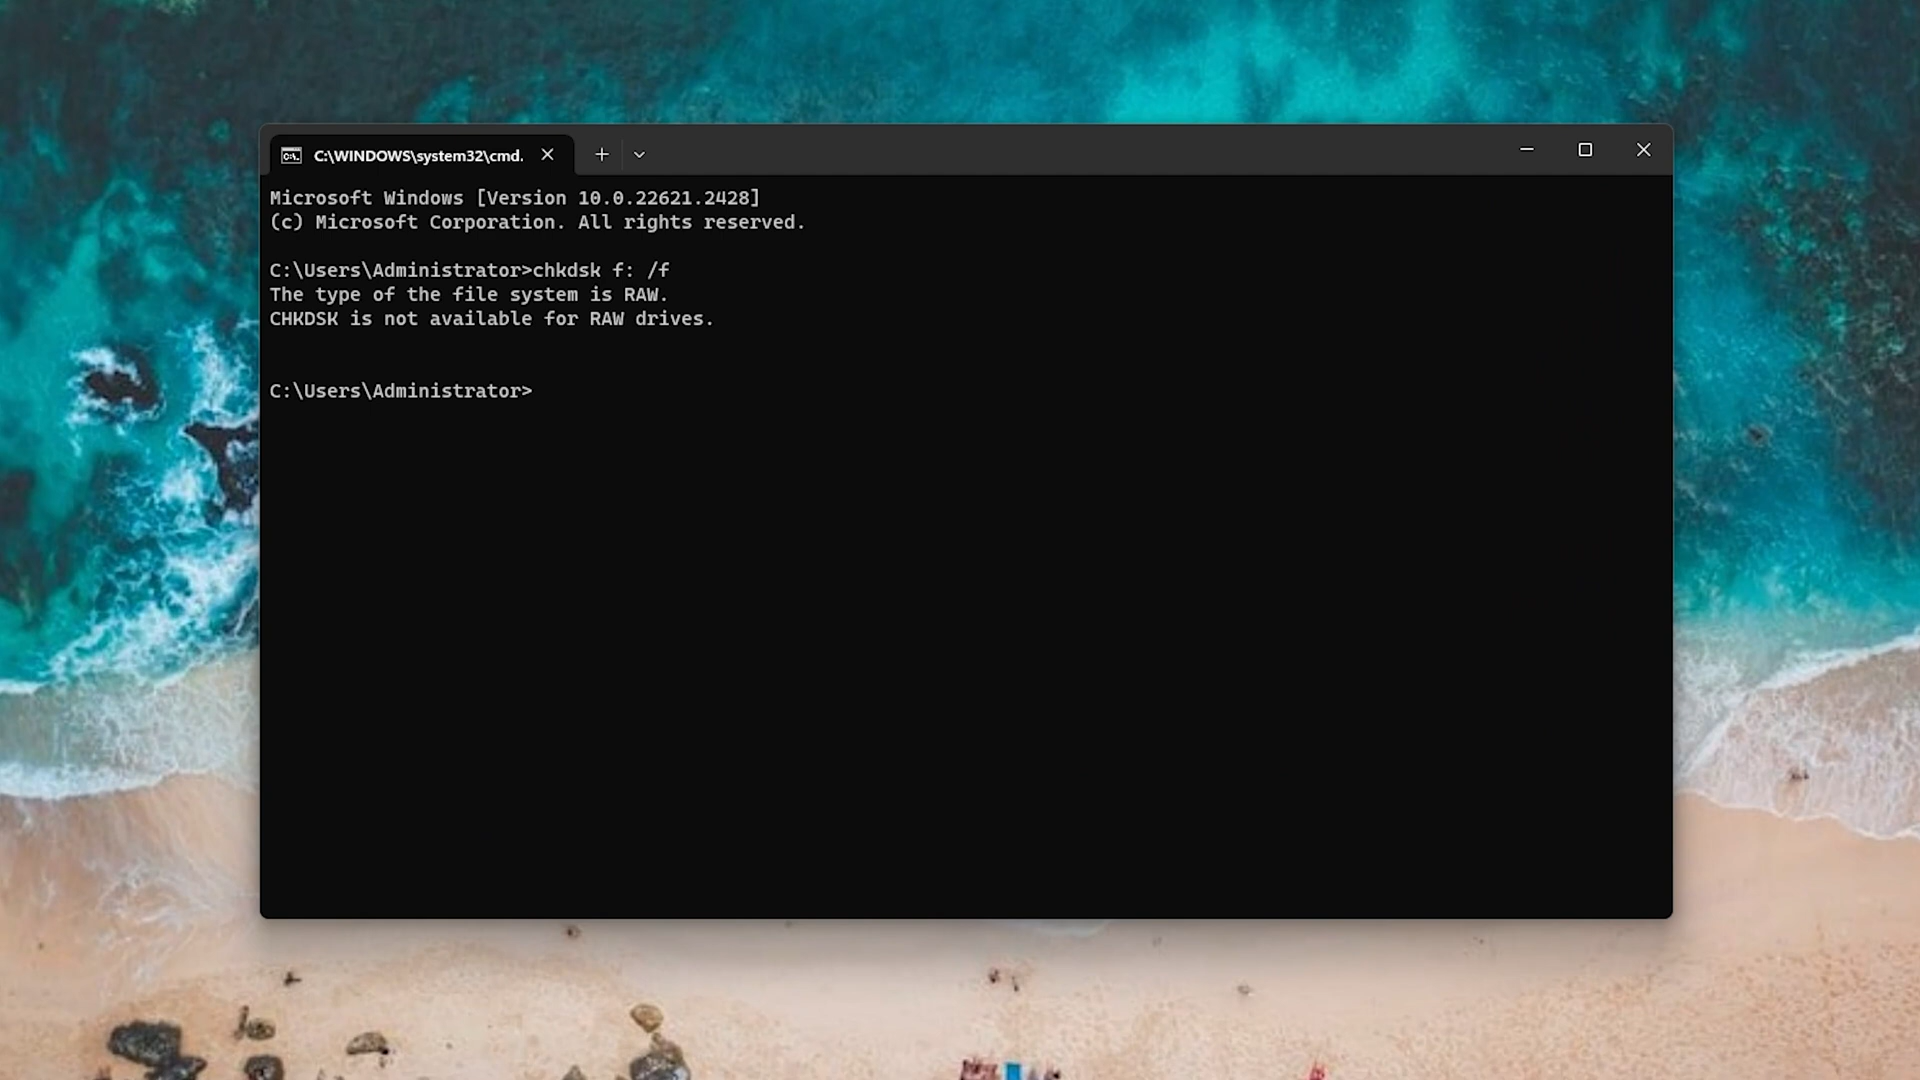 C:\WINDOWS\system32\cmd.
Microsoft Windows [Version 10.0.22621.2428]
(c) Microsoft Corporation. All rights reserved.
C:\Users\Administrator>chkdsk f: /f
The type of the file system is RAW.
CHKDSK is not available for RAW drives.
C:\Users\Administrator>